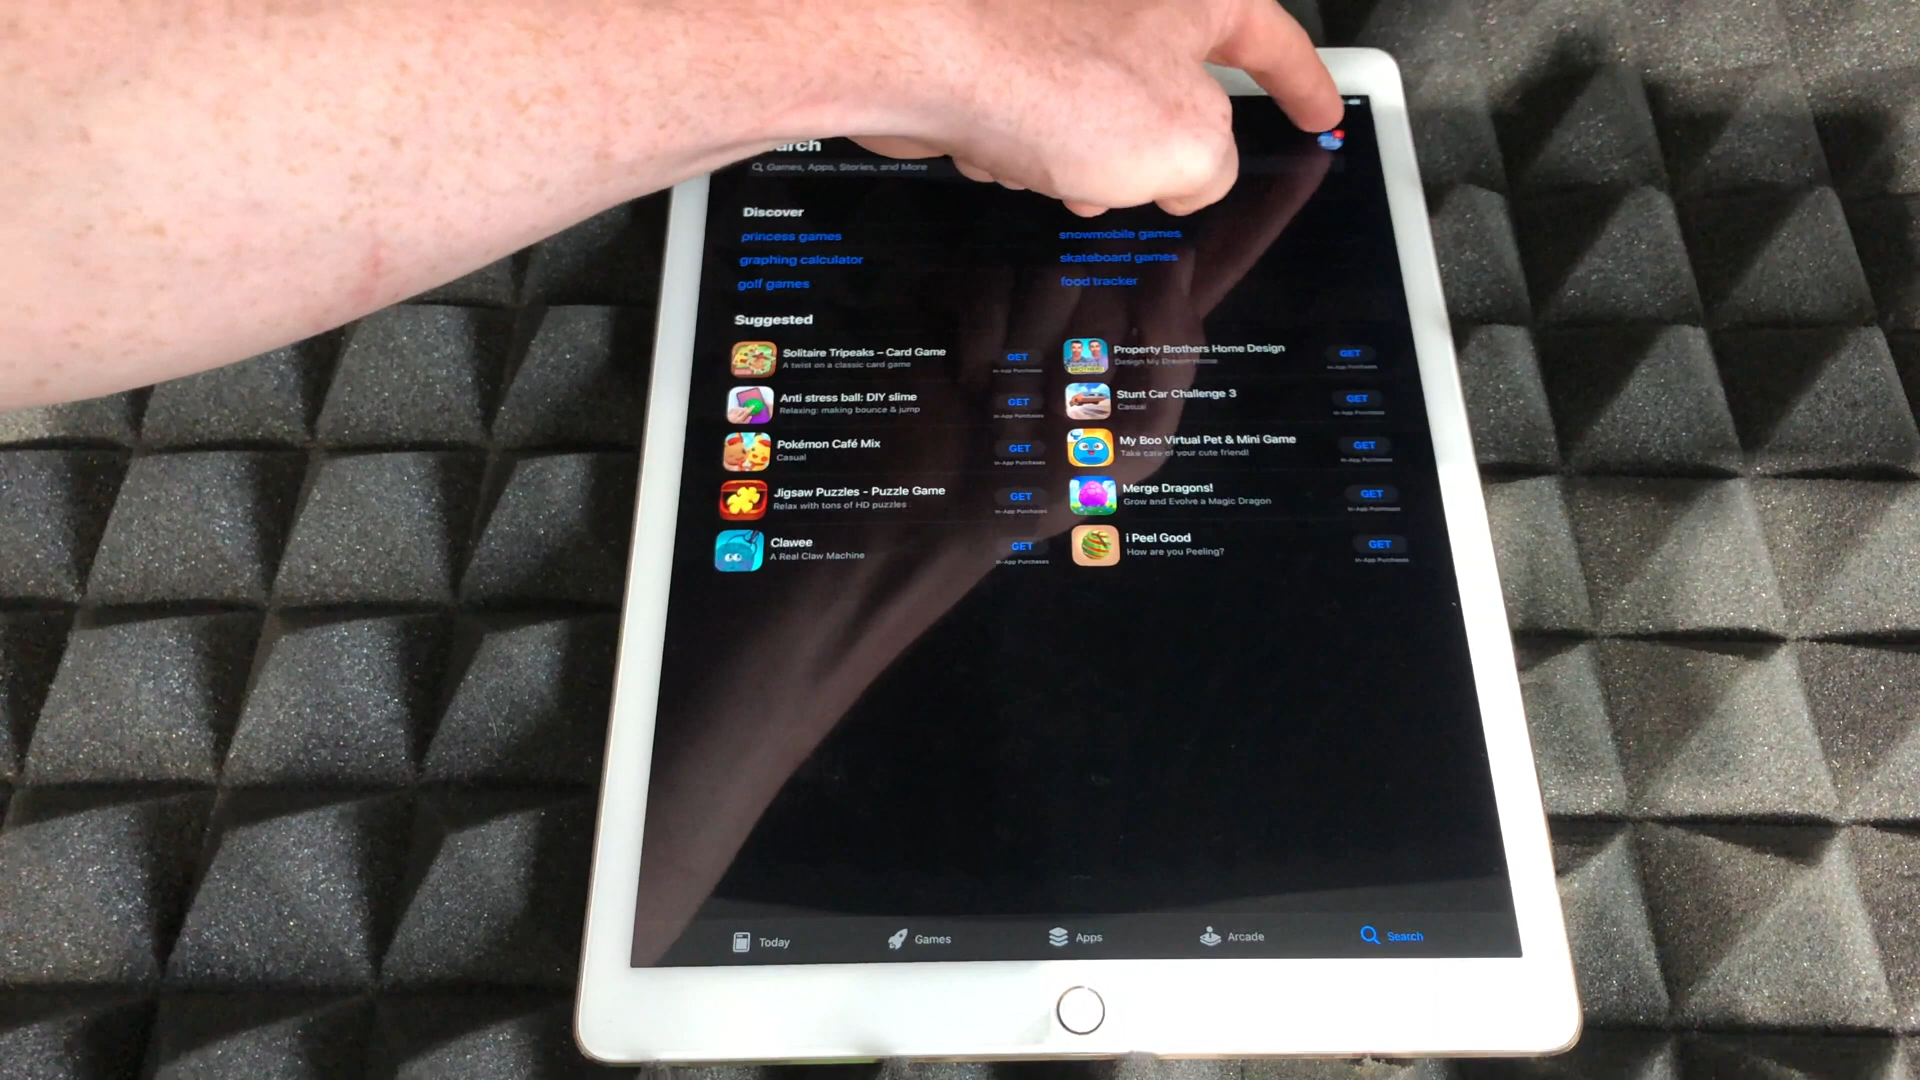 arch
Games, Apps, Stories, and More
Discover
princess games
snowmobile games
graphing calculator
skateboard games
golf games
food tracker
Suggested
Solitaire Tripeaks – Card Game
A twist on a classic card game
GET
In-App Purchases
Property Brothers Home Design
Design My Dream Home
GET
In-App Purchases
Anti stress ball: DIY slime
Relaxing: making bounce & jump
GET
In-App Purchases
Stunt Car Challenge 3
Casual
GET
In-App Purchases
Pokémon Café Mix
Casual
GET
In-App Purchases
My Boo Virtual Pet & Mini Game
Take care of your cute friend!
GET
In-App Purchases
Jigsaw Puzzles - Puzzle Game
Relax with tons of HD puzzles
GET
In-App Purchases
Merge Dragons!
Grow and Evolve a Magic Dragon
GET
In-App Purchases
Clawee
A Real Claw Machine
GET
In-App Purchases
i Peel Good
How are you Peeling?
GET
In-App Purchases
Today
Games
Apps
Arcade
Search